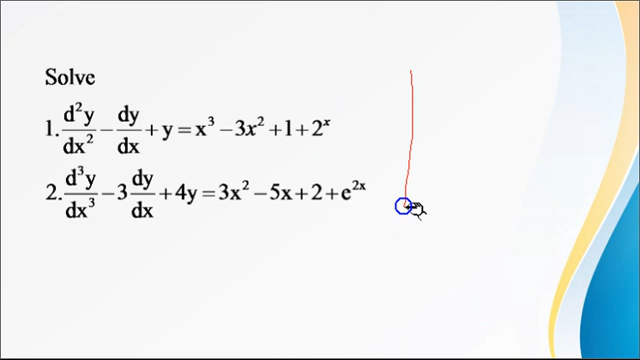 Solve
1. d²y/dx² − dy/dx + y = x³ − 3x² + 1 + 2ˣ
2. d³y/dx³ − 3 dy/dx + 4y = 3x² − 5x + 2 + e²ˣ